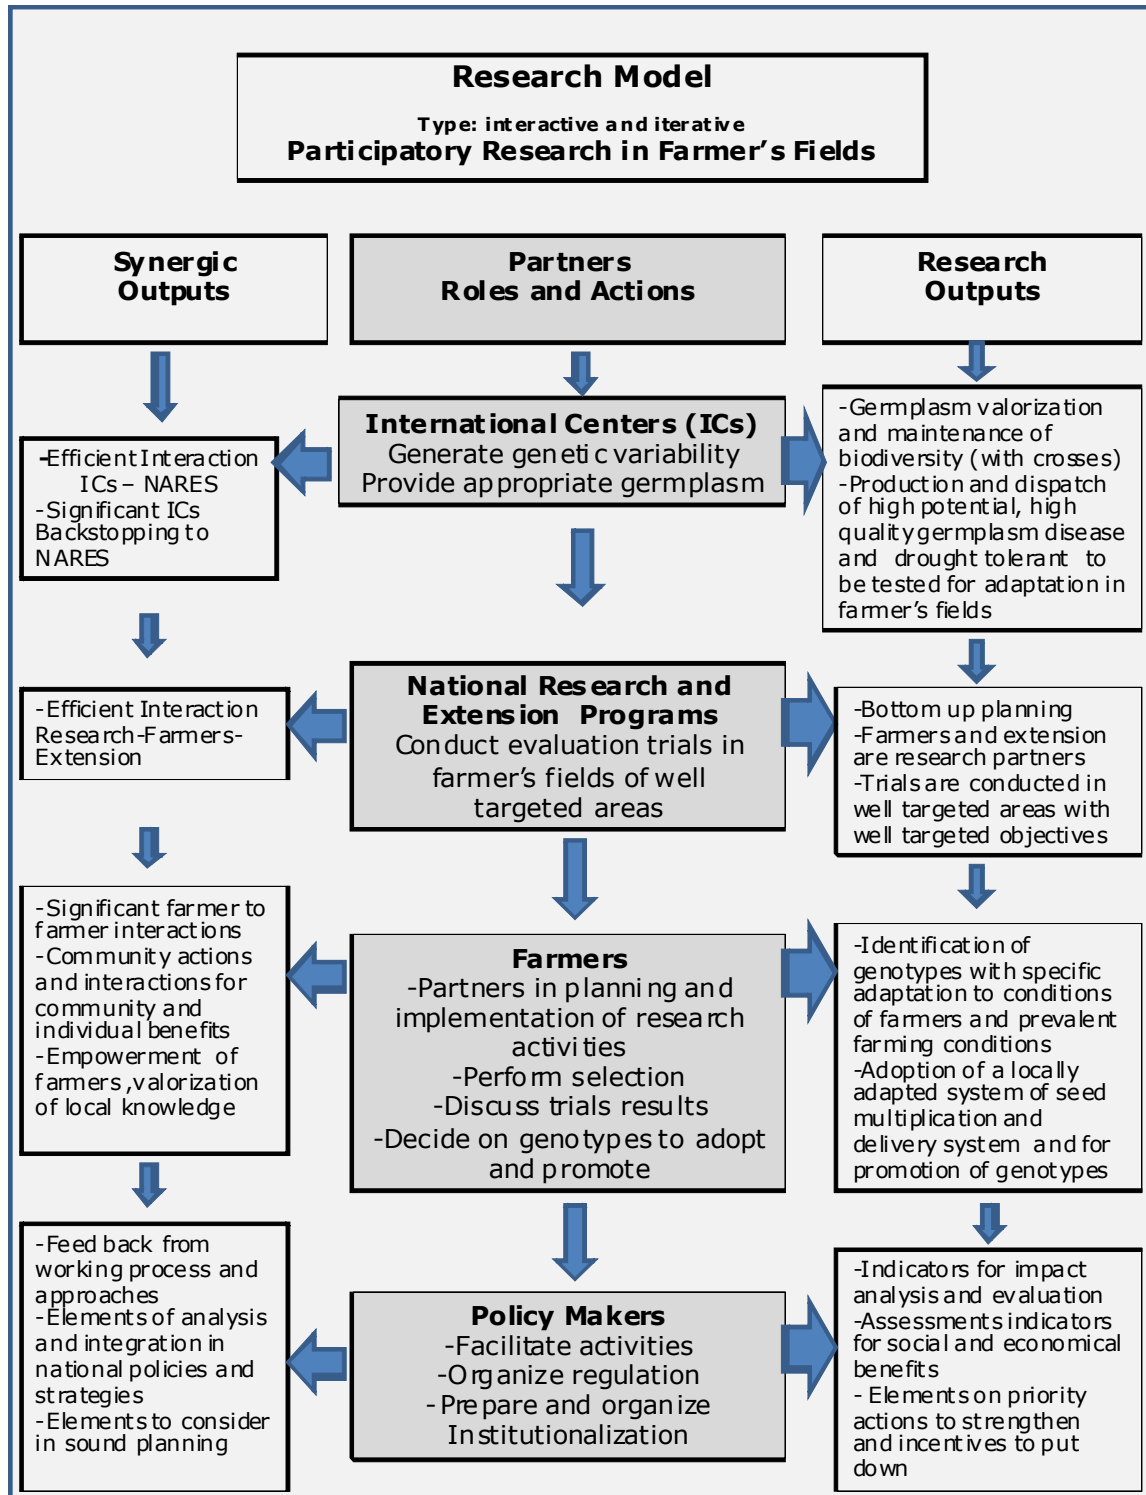 Research Model
Type: interactive and iterative
Participatory Research in Farmer's Fields
Synergic
Outputs
Partners
Roles and Actions
Research
Outputs
International Centers (ICs)
Generate genetic variability
Provide appropriate germplasm
-Efficient Interaction
ICs – NARES
-Significant ICs
Backstopping to
NARES
-Germplasm valorization
and maintenance of
biodiversity (with crosses)
-Production and dispatch
of high potential, high
quality germplasm disease
and drought tolerant to
be tested for adaptation in
farmer's fields
National Research and
Extension Programs
Conduct evaluation trials in
farmer's fields of well
targeted areas
-Efficient Interaction
Research-Farmers-
Extension
-Bottom up planning
-Farmers and extension
are research partners
-Trials are conducted in
well targeted areas with
well targeted objectives
-Significant farmer to
farmer interactions
-Community actions
and interactions for
community and
individual benefits
-Empowerment of
farmers ,valorization
of local knowledge
Farmers
-Partners in planning and
implementation of research
activities
-Perform selection
-Discuss trials results
-Decide on genotypes to adopt
and promote
-Identification of
genotypes with specific
adaptation to conditions
of farmers and prevalent
farming conditions
-Adoption of a locally
adapted system of seed
multiplication and
delivery system and for
promotion of genotypes
-Feed back from
working process and
approaches
-Elements of analysis
and integration in
national policies and
strategies
-Elements to consider
in sound planning
Policy Makers
-Facilitate activities
-Organize regulation
-Prepare and organize
Institutionalization
-Indicators for impact
analysis and evaluation
-Assessments indicators
for social and economical
benefits
- Elements on priority
actions to strengthen
and incentives to put
down